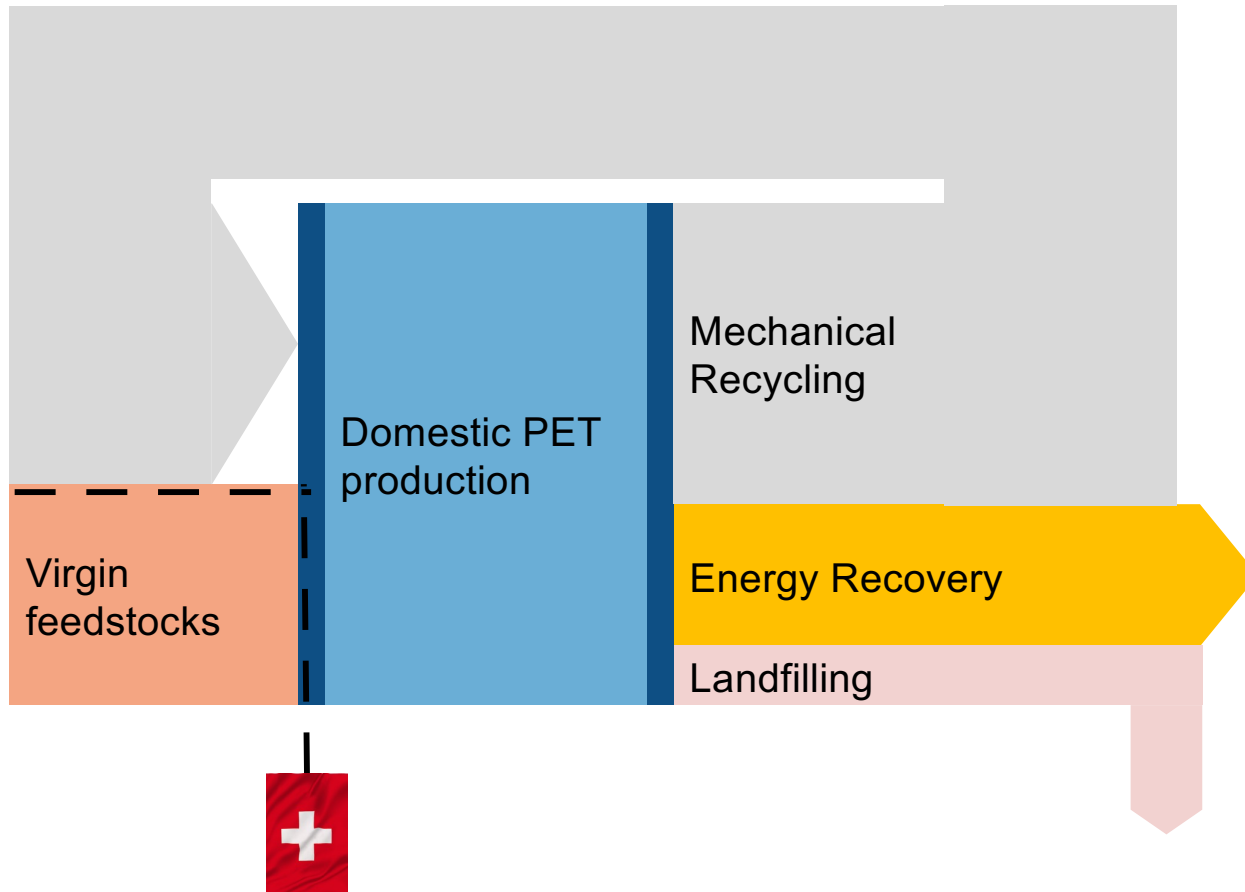 Mechanical
Recycling
Domestic PET
production
Virgin
feedstocks
Energy Recovery
Landfilling